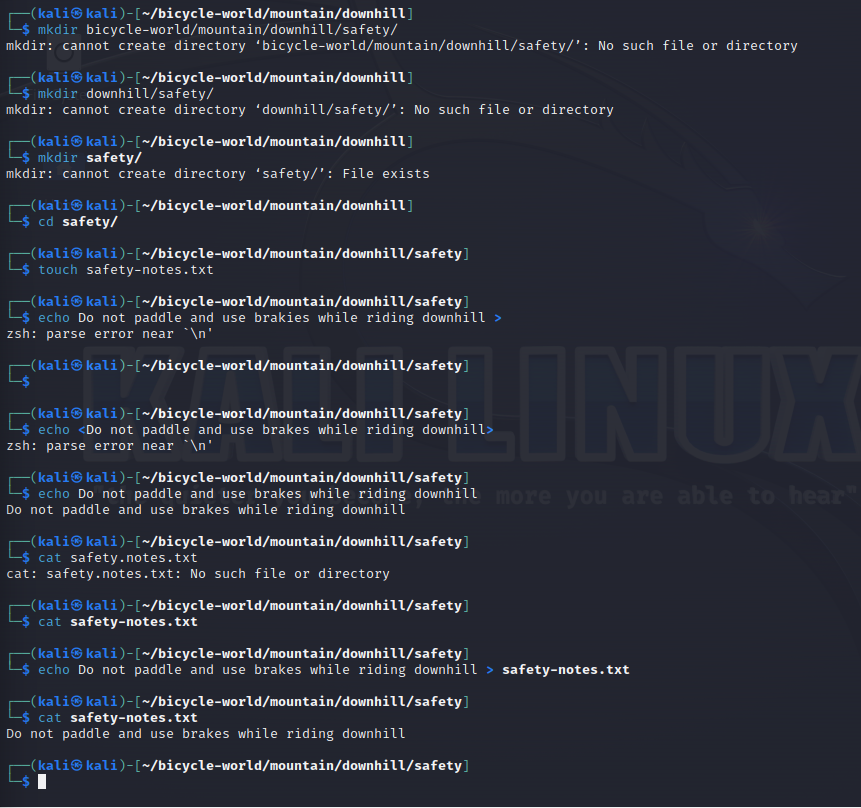 ┌──(kali㉿kali)-[~/bicycle-world/mountain/downhill]
└─$ mkdir bicycle-world/mountain/downhill/safety/
mkdir: cannot create directory ‘bicycle-world/mountain/downhill/safety/’: No such file or directory
┌──(kali㉿kali)-[~/bicycle-world/mountain/downhill]
└─$ mkdir downhill/safety/
mkdir: cannot create directory ‘downhill/safety/’: No such file or directory
┌──(kali㉿kali)-[~/bicycle-world/mountain/downhill]
└─$ mkdir safety/
mkdir: cannot create directory ‘safety/’: File exists
┌──(kali㉿kali)-[~/bicycle-world/mountain/downhill]
└─$ cd safety/
┌──(kali㉿kali)-[~/bicycle-world/mountain/downhill/safety]
└─$ touch safety-notes.txt
┌──(kali㉿kali)-[~/bicycle-world/mountain/downhill/safety]
└─$ echo Do not paddle and use brakies while riding downhill >
zsh: parse error near `\n'
┌──(kali㉿kali)-[~/bicycle-world/mountain/downhill/safety]
└─$
┌──(kali㉿kali)-[~/bicycle-world/mountain/downhill/safety]
└─$ echo <Do not paddle and use brakes while riding downhill>
zsh: parse error near `\n'
┌──(kali㉿kali)-[~/bicycle-world/mountain/downhill/safety]
└─$ echo Do not paddle and use brakes while riding downhill
Do not paddle and use brakes while riding downhill
┌──(kali㉿kali)-[~/bicycle-world/mountain/downhill/safety]
└─$ cat safety.notes.txt
cat: safety.notes.txt: No such file or directory
┌──(kali㉿kali)-[~/bicycle-world/mountain/downhill/safety]
└─$ cat safety-notes.txt
┌──(kali㉿kali)-[~/bicycle-world/mountain/downhill/safety]
└─$ echo Do not paddle and use brakes while riding downhill > safety-notes.txt
┌──(kali㉿kali)-[~/bicycle-world/mountain/downhill/safety]
└─$ cat safety-notes.txt
Do not paddle and use brakes while riding downhill
┌──(kali㉿kali)-[~/bicycle-world/mountain/downhill/safety]
└─$
KALI LINUX
more you are able to hear"